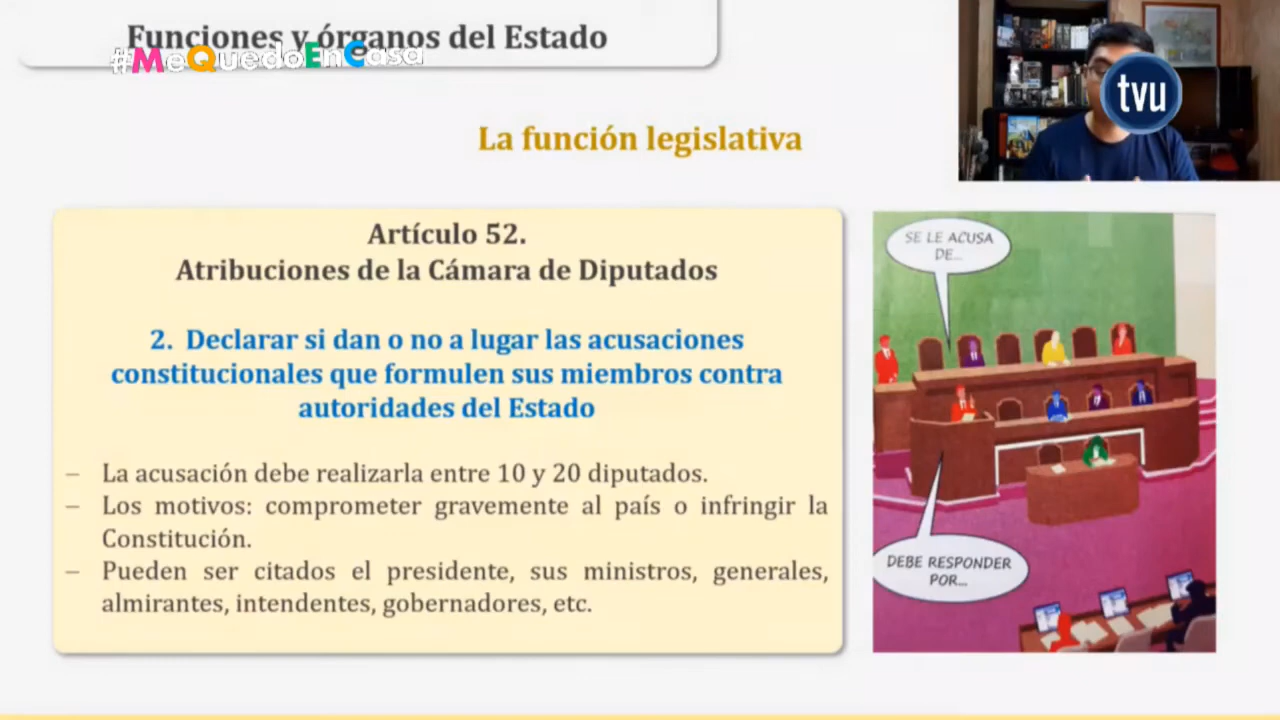 Funciones y órganos del Estado
#MeQuedoEnCasa
tvu
La función legislativa
Artículo 52.
Atribuciones de la Cámara de Diputados
2. Declarar si dan o no a lugar las acusaciones
constitucionales que formulen sus miembros contra
autoridades del Estado
– La acusación debe realizarla entre 10 y 20 diputados.
– Los motivos: comprometer gravemente al país o infringir la
Constitución.
– Pueden ser citados el presidente, sus ministros, generales,
almirantes, intendentes, gobernadores, etc.
SE LE ACUSA
DE...
DEBE RESPONDER
POR...